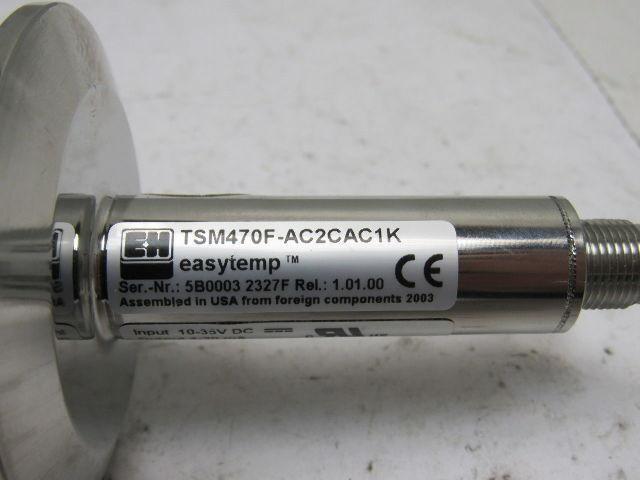 E+H
TSM470F-AC2CAC1K
easytemp™
Ser.-Nr.: 5B0003 2327F Rel.: 1.01.00
CE
Assembled in USA from foreign components 2003
Input 10-35V DC